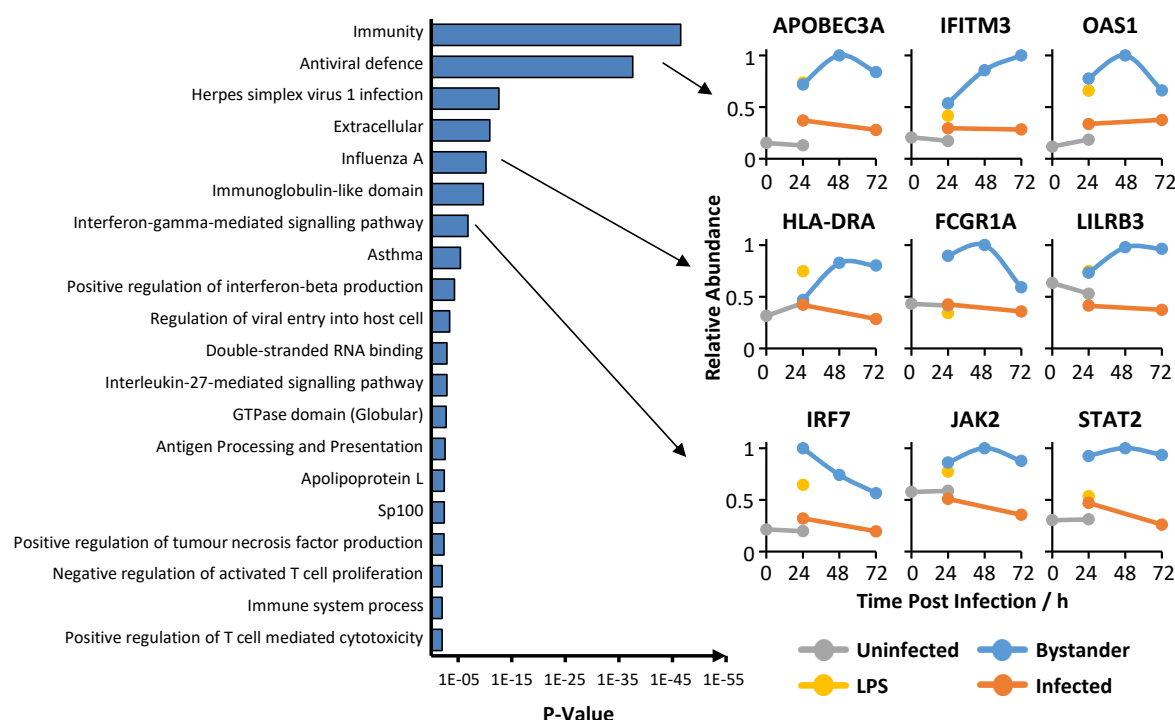 Immunity
Antiviral defence
Herpes simplex virus 1 infection
Extracellular
Influenza A
Immunoglobulin-like domain
Interferon-gamma-mediated signalling pathway
Asthma
Positive regulation of interferon-beta production
Regulation of viral entry into host cell
Double-stranded RNA binding
Interleukin-27-mediated signalling pathway
GTPase domain (Globular)
Antigen Processing and Presentation
Apolipoprotein L
Sp100
Positive regulation of tumour necrosis factor production
Negative regulation of activated T cell proliferation
Immune system process
Positive regulation of T cell mediated cytotoxicity
1E-05 1E-15 1E-25 1E-35 1E-45 1E-55
P-Value
APOBEC3A IFITM3 OAS1
1
0.5
0
0 24 48 72 0 24 48 72 0 24 48 72
Relative Abundance
HLA-DRA FCGR1A LILRB3
1
0.5
0
0 24 48 72 0 24 48 72 0 24 48 72
IRF7 JAK2 STAT2
1
0.5
0
0 24 48 72 0 24 48 72 0 24 48 72
Time Post Infection / h
Uninfected Bystander
LPS Infected